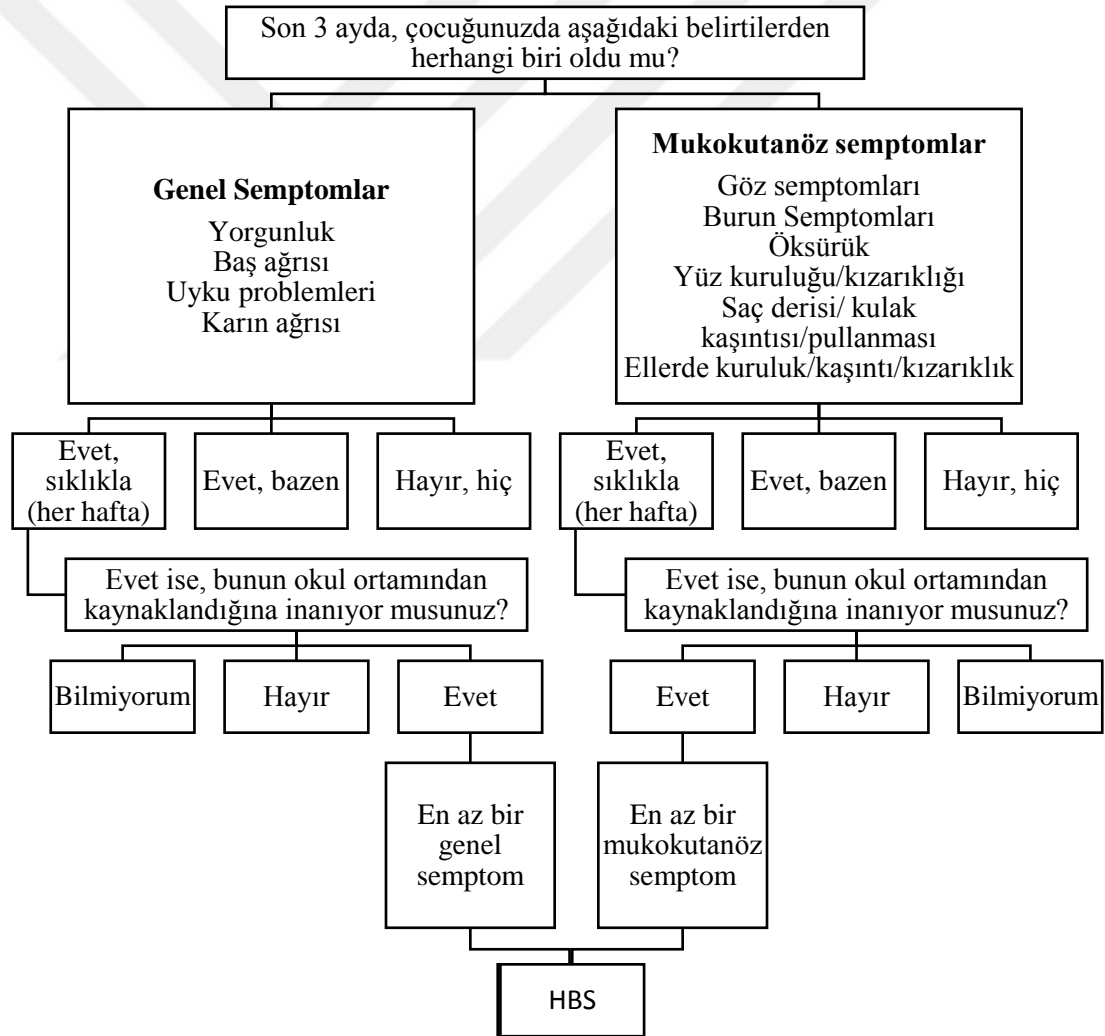 Son 3 ayda, çocuğunuzda aşağıdaki belirtilerden
herhangi biri oldu mu?
Genel Semptomlar
Yorgunluk
Baş ağrısı
Uyku problemleri
Karın ağrısı
Mukokutanöz semptomlar
Göz semptomları
Burun Semptomları
Öksürük
Yüz kuruluğu/kızarıklığı
Saç derisi/ kulak
kaşıntısı/pullanması
Ellerde kuruluk/kaşıntı/kızarıklık
Evet,
sıklıkla
(her hafta)
Evet, bazen
Hayır, hiç
Evet,
sıklıkla
(her hafta)
Evet, bazen
Hayır, hiç
Evet ise, bunun okul ortamından
kaynaklandığına inanıyor musunuz?
Evet ise, bunun okul ortamından
kaynaklandığına inanıyor musunuz?
Bilmiyorum
Hayır
Evet
Evet
Hayır
Bilmiyorum
En az bir
genel
semptom
En az bir
mukokutanöz
semptom
HBS